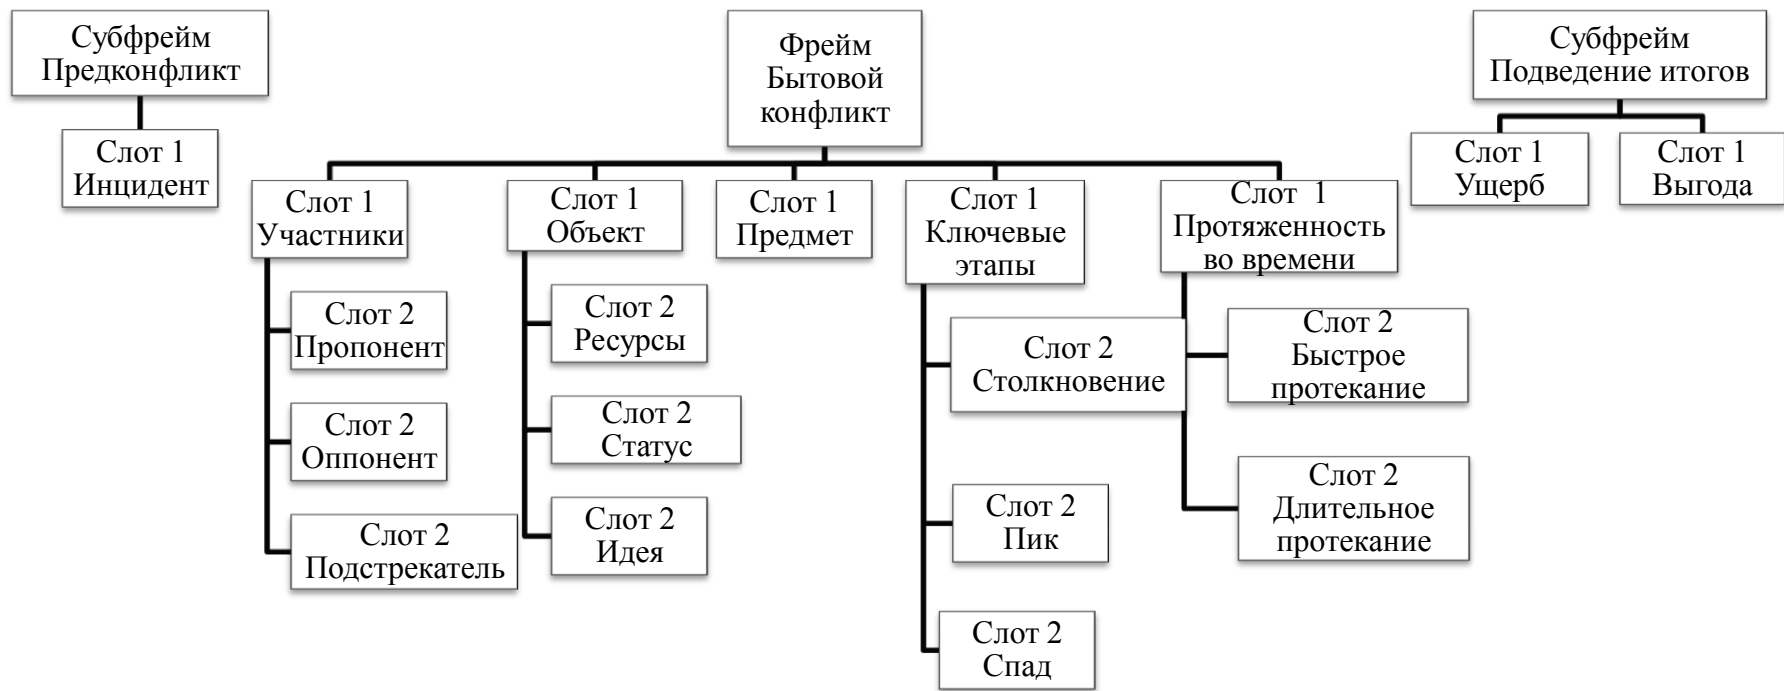 Субфрейм
Предконфликт
Слот 1
Инцидент
Фрейм
Бытовой
конфликт
Слот 1
Участники
Слот 2
Пропонент
Слот 2
Оппонент
Слот 2
Подстрекатель
Слот 1
Объект
Слот 2
Ресурсы
Слот 2
Статус
Слот 2
Идея
Слот 1
Предмет
Слот 1
Ключевые
этапы
Слот 2
Столкновение
Слот 2
Пик
Слот 2
Спад
Слот 1
Протяженность
во времени
Слот 2
Быстрое
протекание
Слот 2
Длительное
протекание
Субфрейм
Подведение итогов
Слот 1
Ущерб
Слот 1
Выгода